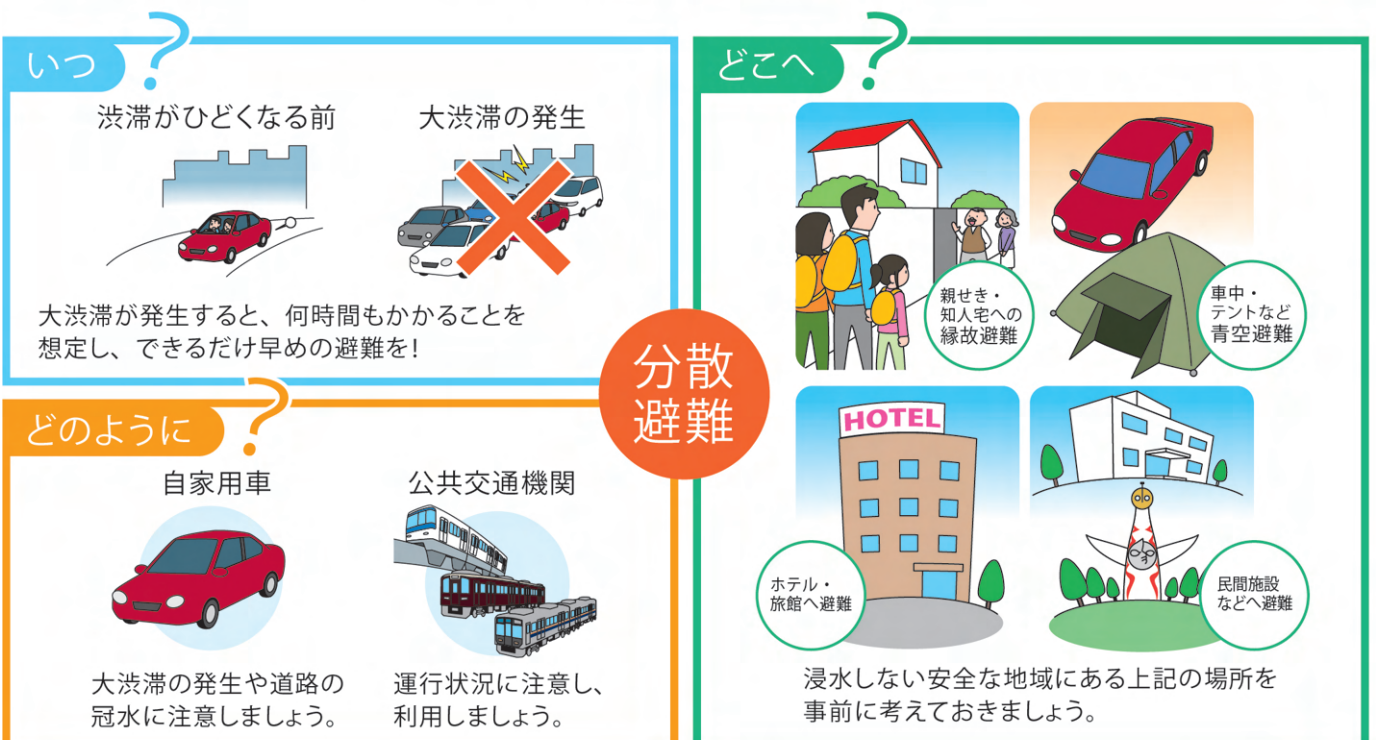 いつ?
渋滞がひどくなる前
大渋滞の発生
大渋滞が発生すると、何時間もかかることを
想定し、できるだけ早めの避難を!
どのように?
自家用車
大渋滞の発生や道路の
冠水に注意しましょう。
公共交通機関
運行状況に注意し、
利用しましょう。
分散
避難
どこへ?
親せき・
知人宅への
縁故避難
車中・
テントなど
青空避難
HOTEL
ホテル・
旅館へ避難
民間施設
などへ避難
浸水しない安全な地域にある上記の場所を
事前に考えておきましょう。